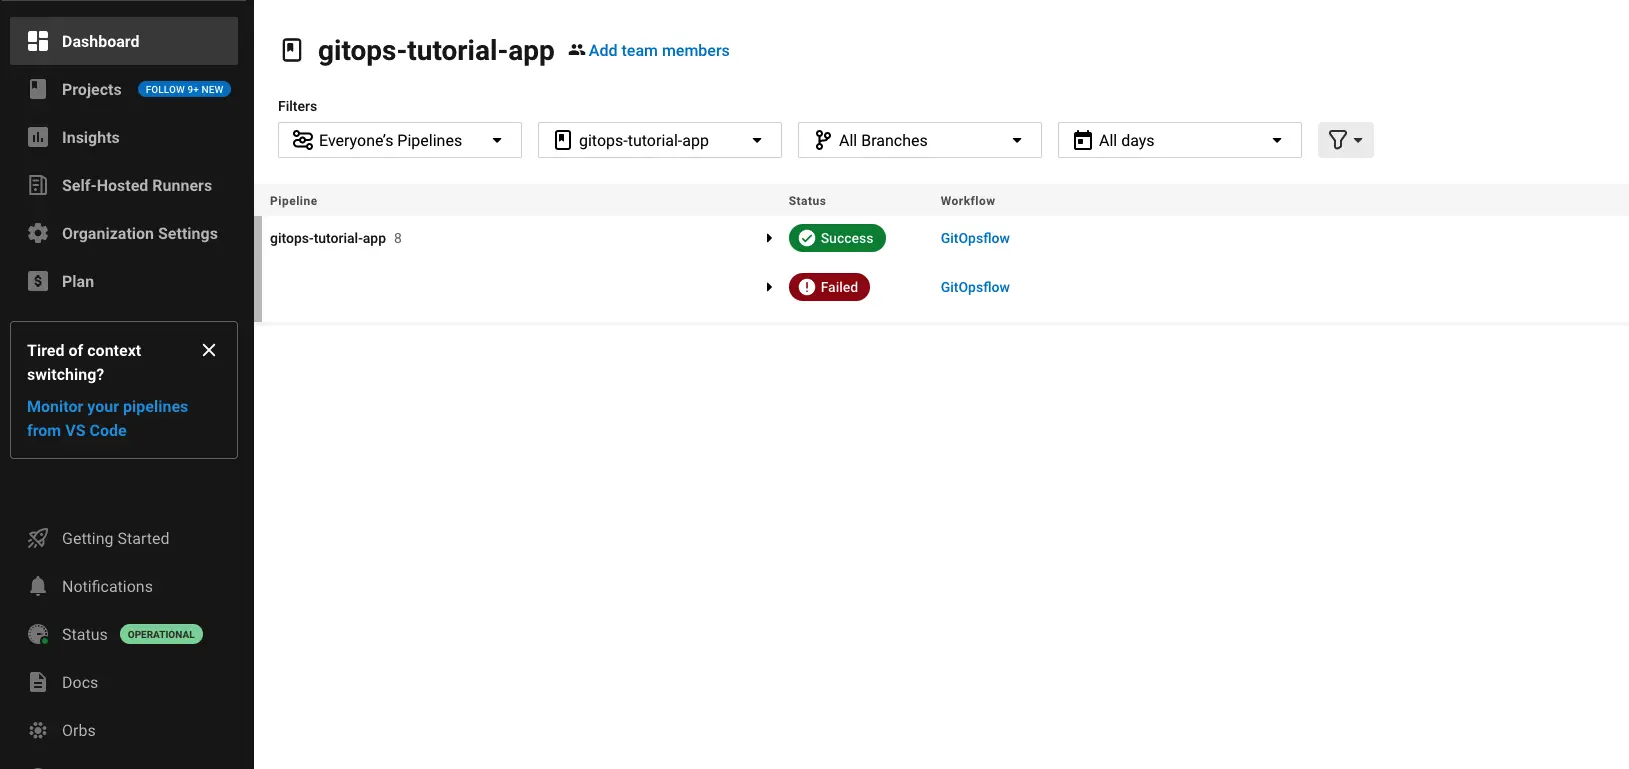 Dashboard
Projects FOLLOW 9+ NEW
Insights
Self-Hosted Runners
Organization Settings
Plan
Tired of context
switching?
Monitor your pipelines
from VS Code
Getting Started
Notifications
Status OPERATIONAL
Docs
Orbs
gitops-tutorial-app Add team members
Filters
Everyone’s Pipelines gitops-tutorial-app All Branches All days
Pipeline Status Workflow
gitops-tutorial-app 8 Success GitOpsflow
Failed GitOpsflow